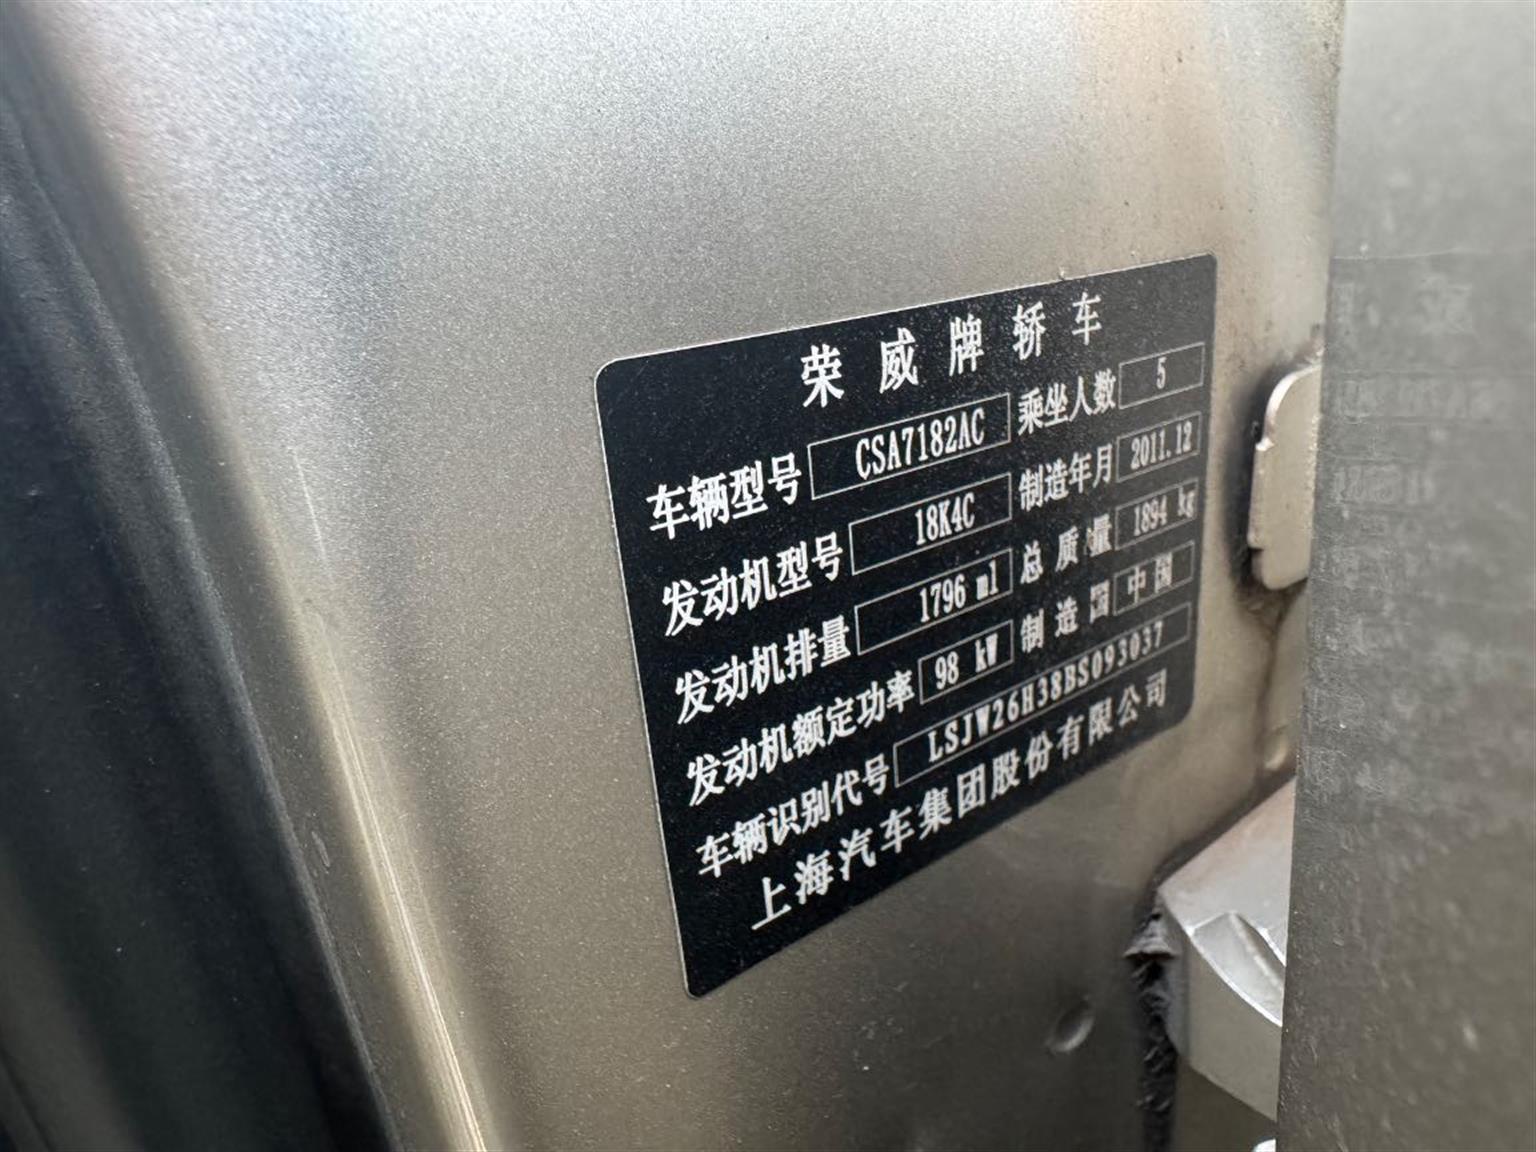 荣威牌轿车
车辆型号 CSA7182AC 乘坐人数 5
发动机型号 18K4C 制造年月 2011.12
发动机排量 1796 ml 总质量 1894 kg
发动机额定功率 98 kW 制造国 中国
车辆识别代号 LSJW26H38BS093037
上海汽车集团股份有限公司